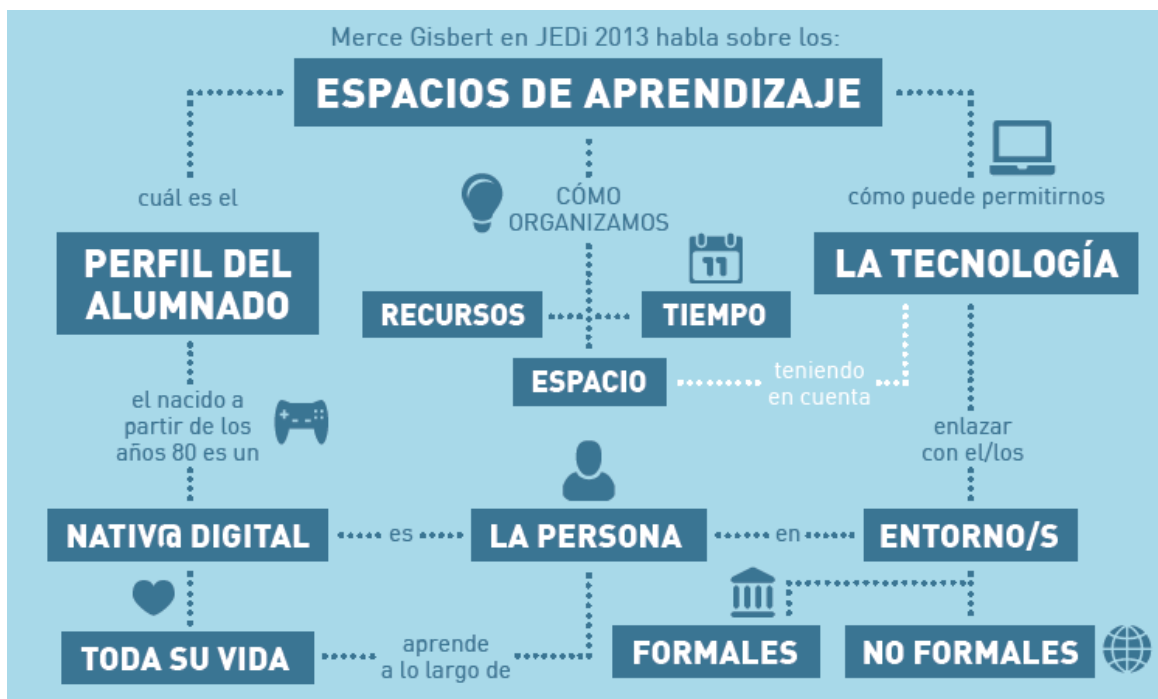 Merce Gisbert en JEDi 2013 habla sobre los:
ESPACIOS DE APRENDIZAJE
cuál es el
PERFIL DEL
ALUMNADO
el nacido a
partir de los
años 80 es un
CÓMO
ORGANIZAMOS
RECURSOS
11
TIEMPO
ESPACIO
teniendo
en cuenta
cómo puede permitirnos
LA TECNOLOGÍA
enlazar
con el/los
NATIV@ DIGITAL
es
LA PERSONA
en
ENTORNO/S
TODA SU VIDA
aprende
a lo largo de
FORMALES
NO FORMALES